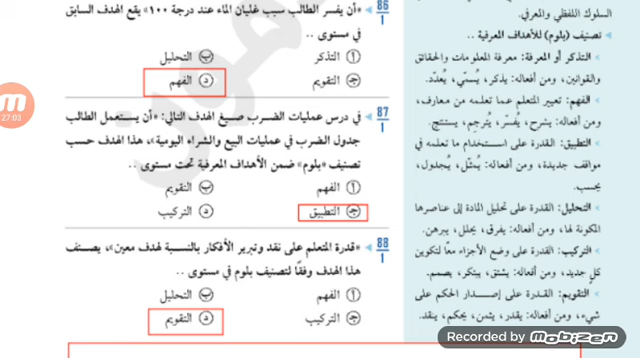 86
١
«أن يفسر الطالب سبب غليان الماء عند درجة ١٠٠» يقع الهدف السابق
في مستوى ..
أ التذكر
ب التحليل
ج التقويم
د الفهم
87
١
في درس عمليات الضرب صيغ الهدف التالي: «أن يستعمل الطالب
جدول الضرب في عمليات البيع والشراء اليومية»، هذا الهدف حسب
تصنيف «بلوم» ضمن الأهداف المعرفية تحت مستوى ..
أ الفهم
ب التقويم
ج التطبيق
د التركيب
88
١
«قدرة المتعلم على نقد وتبرير الأفكار بالنسبة لهدف معين»، يصنف
هذا الهدف وفقًا لتصنيف بلوم في مستوى ..
أ الفهم
ب التحليل
ج التركيب
د التقويم
السلوك اللفظي والمعرفي.
تصنيف (بلوم) للأهداف المعرفية ..
التذكر أو المعرفة: معرفة المعلومات والحقائق
والقوانين، ومن أفعاله: يذكر، يُسمّي، يُعدّد.
الفهم: تعبير المتعلم عما تعلمه من معارف،
ومن أفعاله: يشرح، يُفسّر، يُترجم، يستنتج.
التطبيق: القدرة على استخدام ما تعلمه في
مواقف جديدة، ومن أفعاله: يُمثّل، يُجدول،
يحسب.
التحليل: القدرة على تحليل المادة إلى عناصرها
المكونة لها، ومن أفعاله: يفرق، يحلل، يبرهن.
التركيب: القدرة على وضع الأجزاء معًا لتكوين
كلٍ جديد، ومن أفعاله: يشتق، يبتكر، يصمم.
التقويم: القدرة على إصدار الحكم على
شيء، ومن أفعاله: يقدر، يثمن، يحكم، ينقد.
27:03
Recorded by MOBIZEN